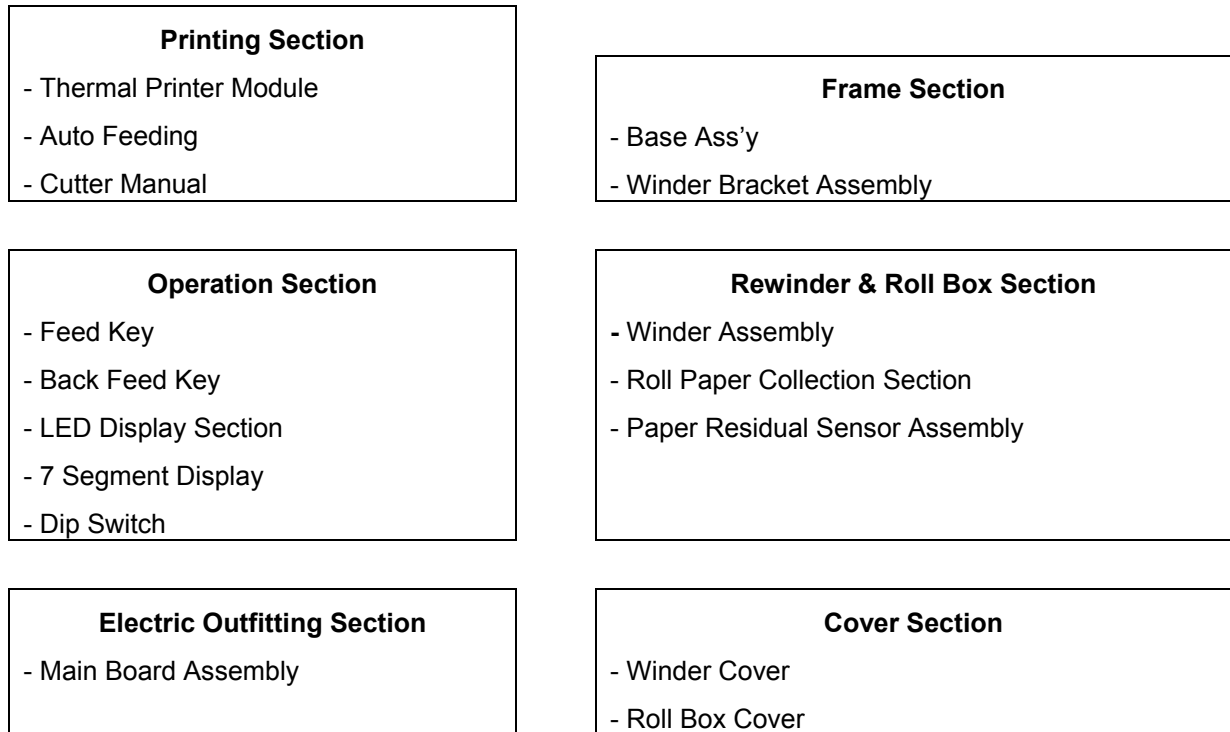 Printing Section
- Thermal Printer Module
- Auto Feeding
- Cutter Manual
Frame Section
- Base Ass’y
- Winder Bracket Assembly
Operation Section
- Feed Key
- Back Feed Key
- LED Display Section
- 7 Segment Display
- Dip Switch
Rewinder & Roll Box Section
- Winder Assembly
- Roll Paper Collection Section
- Paper Residual Sensor Assembly
Electric Outfitting Section
- Main Board Assembly
Cover Section
- Winder Cover
- Roll Box Cover